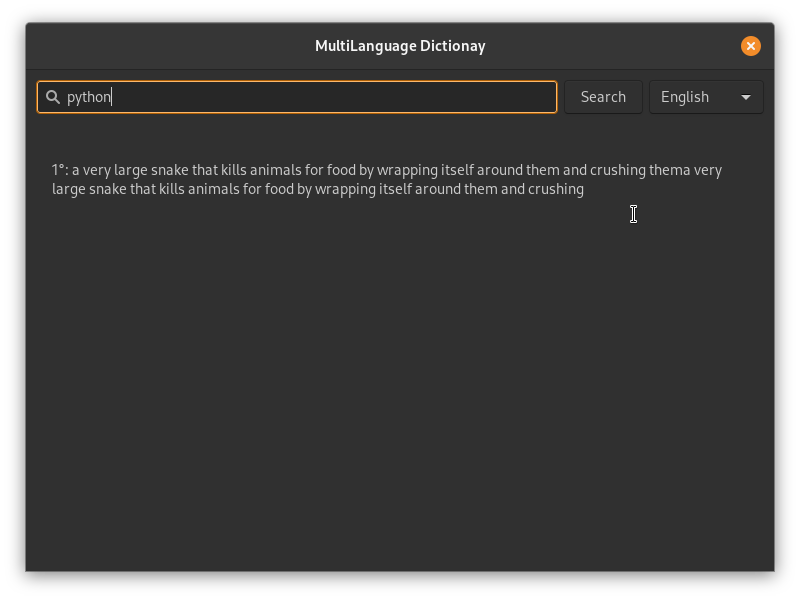 MultiLanguage Dictionay
python
Search
English
1°: a very large snake that kills animals for food by wrapping itself around them and crushing thema very
large snake that kills animals for food by wrapping itself around them and crushing